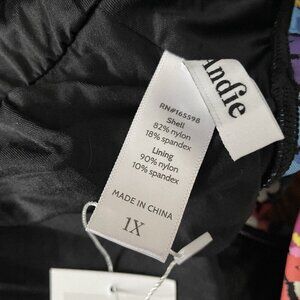 Andie
RN#165598
Shell
82% nylon
18% spandex
Lining
90% nylon
10% spandex
MADE IN CHINA
1X